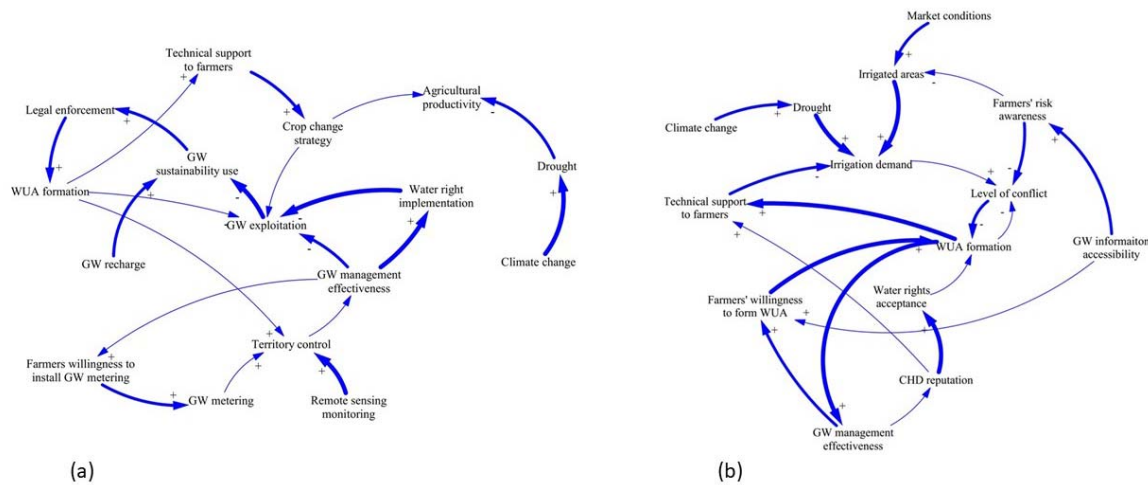 Technical support
to farmers
+
+
Agricultural
productivity
-
Legal enforcement
+
+
Crop change
strategy
GW
sustainability use
+
WUA formation
+
-
Drought
+
Water right
implementation
-
-
GW exploitation
-
+
GW recharge
Climate change
GW management
effectiveness
+
Territory control
+
Farmers willingness to
install GW metering
+
+
+
GW metering
Remote sensing
monitoring
(a)
Market conditions
+
Irrigated areas
-
Farmers' risk
awareness
+
Drought
+
Climate change
+
+
Irrigation demand
-
+
-
Level of conflict
-
-
Technical support
to farmers
+
+
WUA formation
+
GW informaiton
accessibility
Water rights
acceptance
+
Farmers' willingness
to form WUA
+
+
CHD reputation
+
GW management
effectiveness
(b)